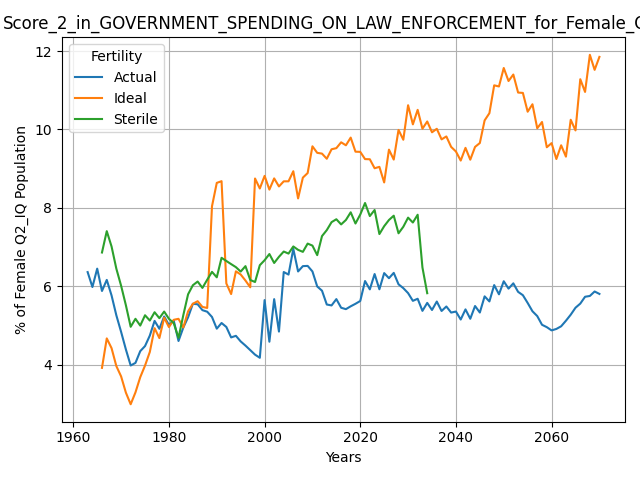 Score_2_in_GOVERNMENT_SPENDING_ON_LAW_ENFORCEMENT_for_Female_
Fertility
Actual
Ideal
Sterile
% of Female Q2_IQ Population
12
10
8
6
4
1960 1980 2000 2020 2040 2060
Years